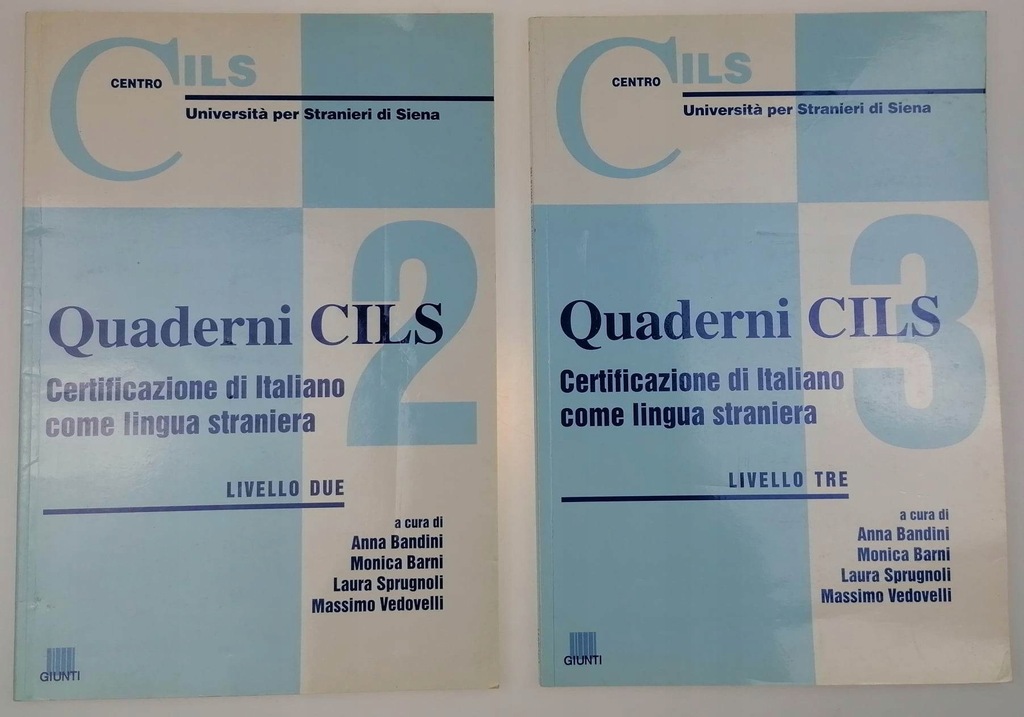 CILS
CENTRO
Università per Stranieri di Siena
2
Quaderni CILS
Certificazione di Italiano
come lingua straniera
LIVELLO DUE
a cura di
Anna Bandini
Monica Barni
Laura Sprugnoli
Massimo Vedovelli
GIUNTI
CILS
CENTRO
Università per Stranieri di Siena
3
Quaderni CILS
Certificazione di Italiano
come lingua straniera
LIVELLO TRE
a cura di
Anna Bandini
Monica Barni
Laura Sprugnoli
Massimo Vedovelli
GIUNTI